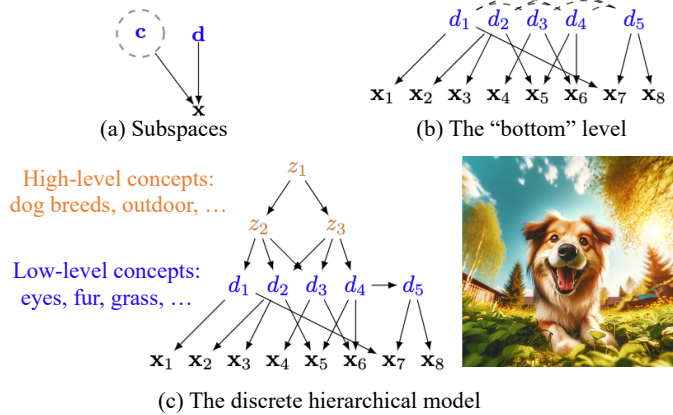 c d
x
(a) Subspaces
d₁ d₂ d₃ d₄ d₅
x₁ x₂ x₃ x₄ x₅ x₆ x₇ x₈
(b) The “bottom” level
High-level concepts:
dog breeds, outdoor, …
z₁
z₂ z₃
Low-level concepts:
eyes, fur, grass, …
d₁ d₂ d₃ d₄ d₅
x₁ x₂ x₃ x₄ x₅ x₆ x₇ x₈
(c) The discrete hierarchical model